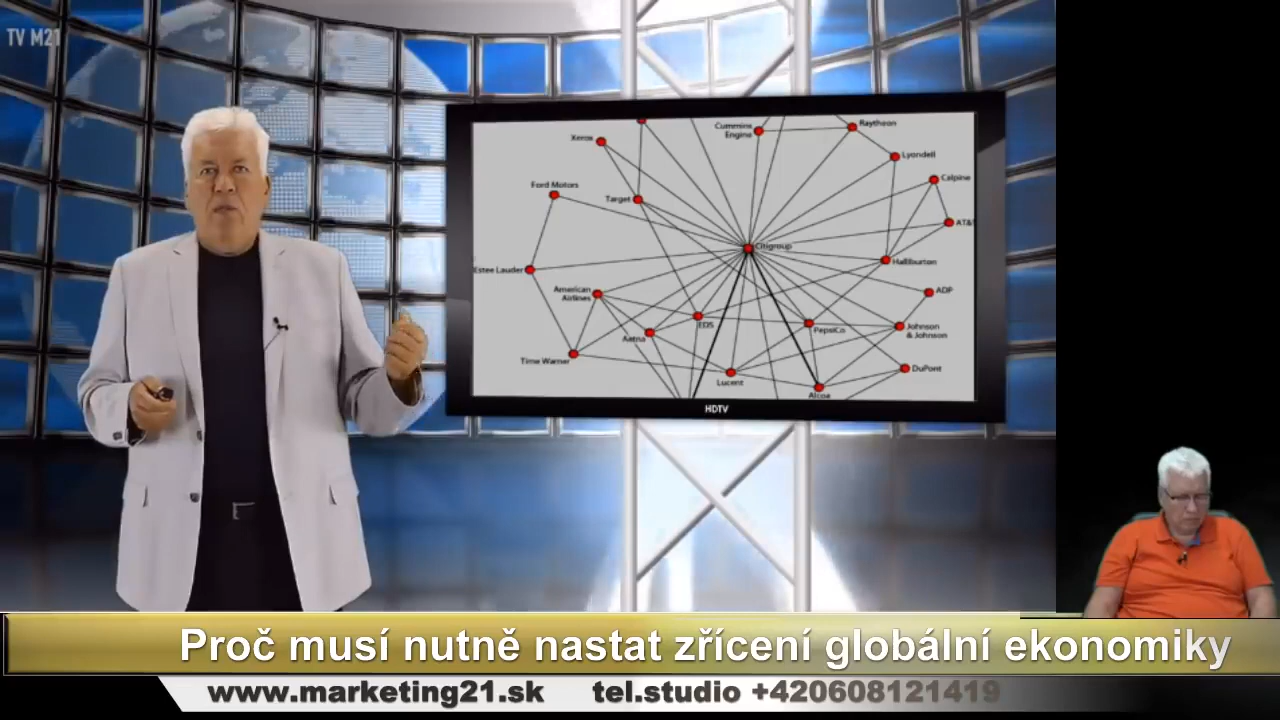 TV M21
Xerox
Cummins
Engine
Raytheon
Lyondell
Ford Motors
Target
Calpine
AT&T
Citigroup
Halliburton
Estee Lauder
American
Airlines
ADP
EDS
PepsiCo
Johnson
& Johnson
Aetna
Time Warner
Lucent
DuPont
Alcoa
HDTV
Proč musí nutně nastat zřícení globální ekonomiky
www.marketing21.sk tel.studio +420608121419